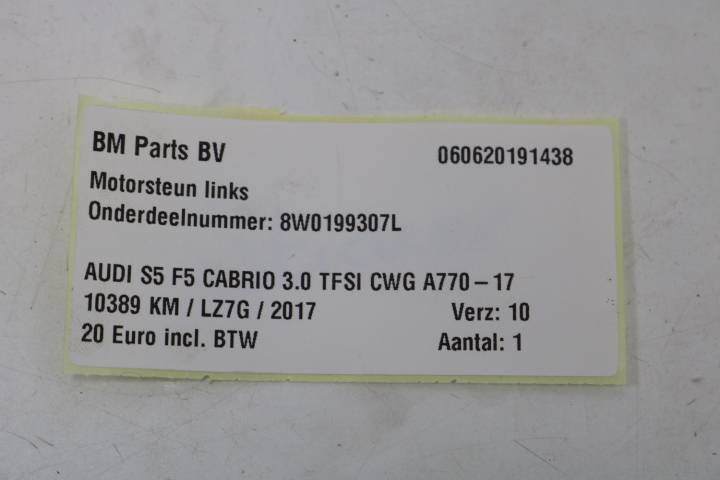 BM Parts BV 060620191438
Motorsteun links
Onderdeelnummer: 8W0199307L
AUDI S5 F5 CABRIO 3.0 TFSI CWG A770-17
10389 KM / LZ7G / 2017 Verz: 10
20 Euro incl. BTW Aantal: 1